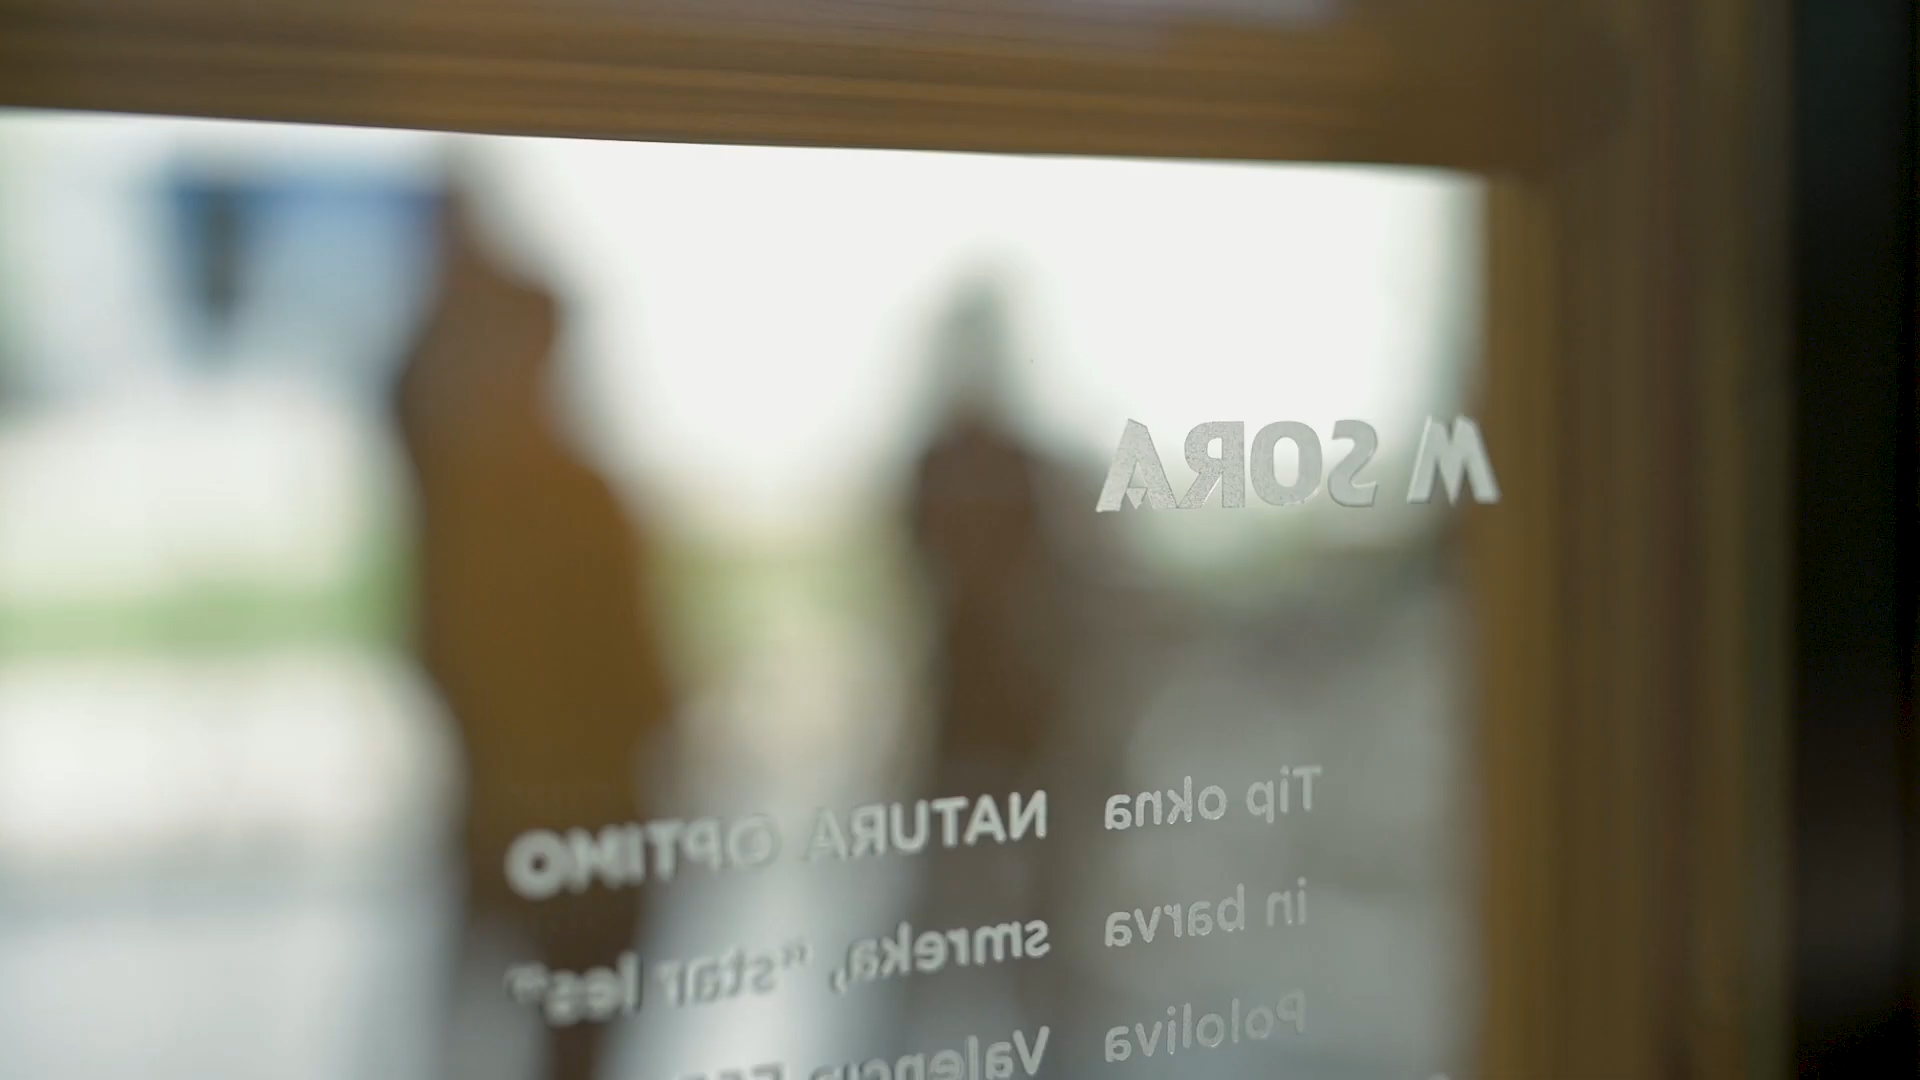 M SORA
Tip okna NATURA OPTIMO
in barva smreka, "star les"
Pololiva Valencia